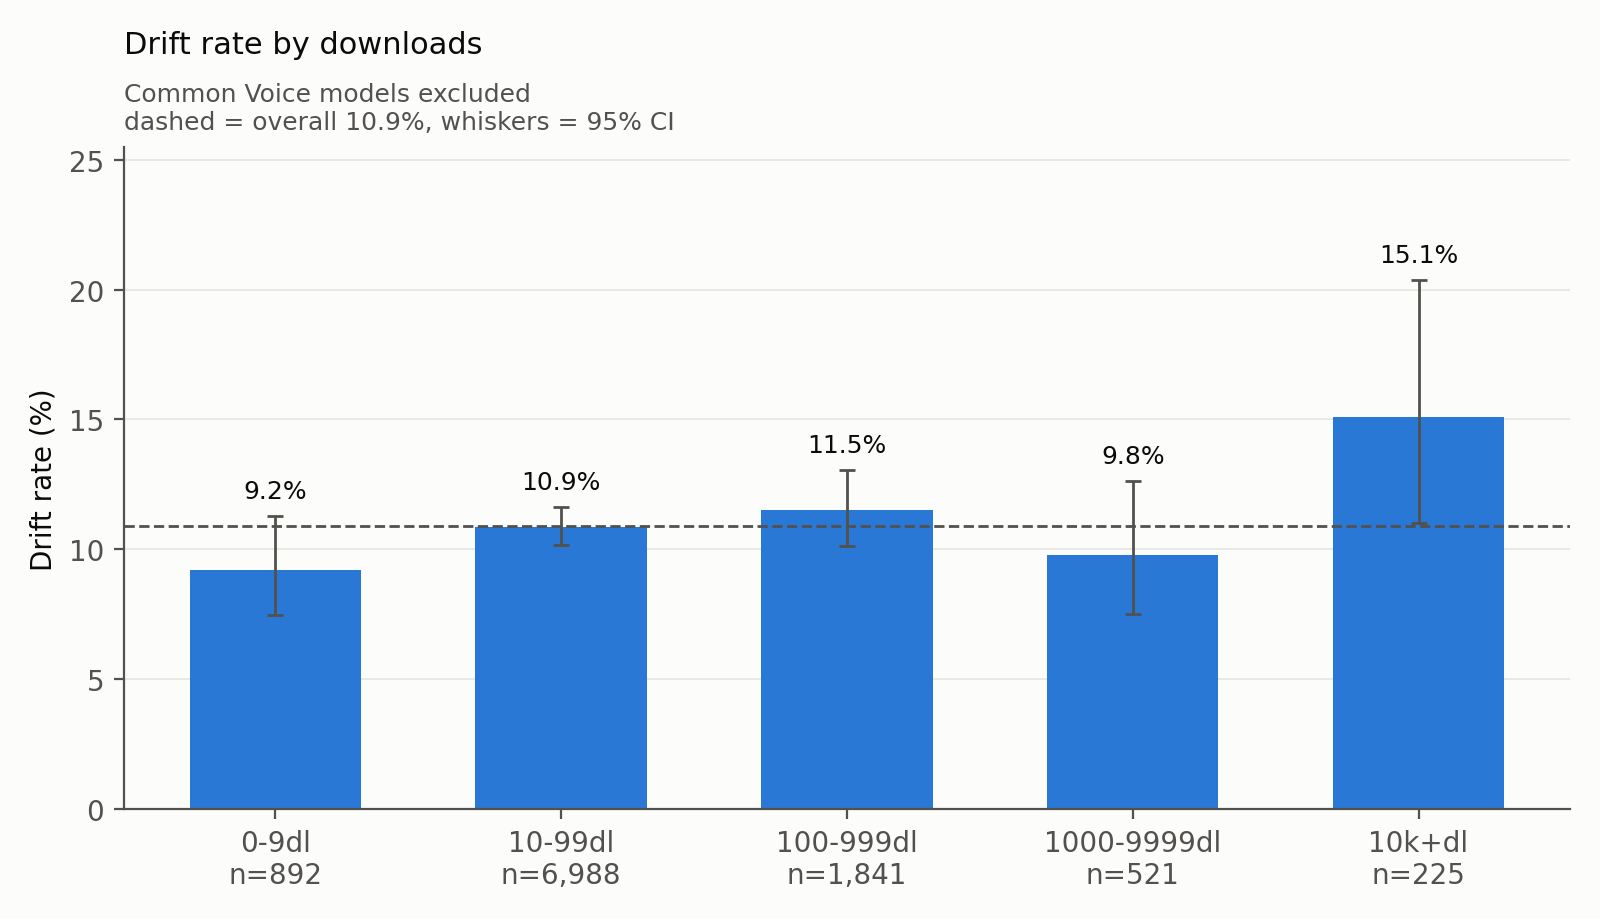 Drift rate by downloads
Common Voice models excluded
dashed = overall 10.9%, whiskers = 95% CI
Drift rate (%)
25
20
15
10
5
0
9.2%
10.9%
11.5%
9.8%
15.1%
0-9dl
n=892
10-99dl
n=6,988
100-999dl
n=1,841
1000-9999dl
n=521
10k+dl
n=225